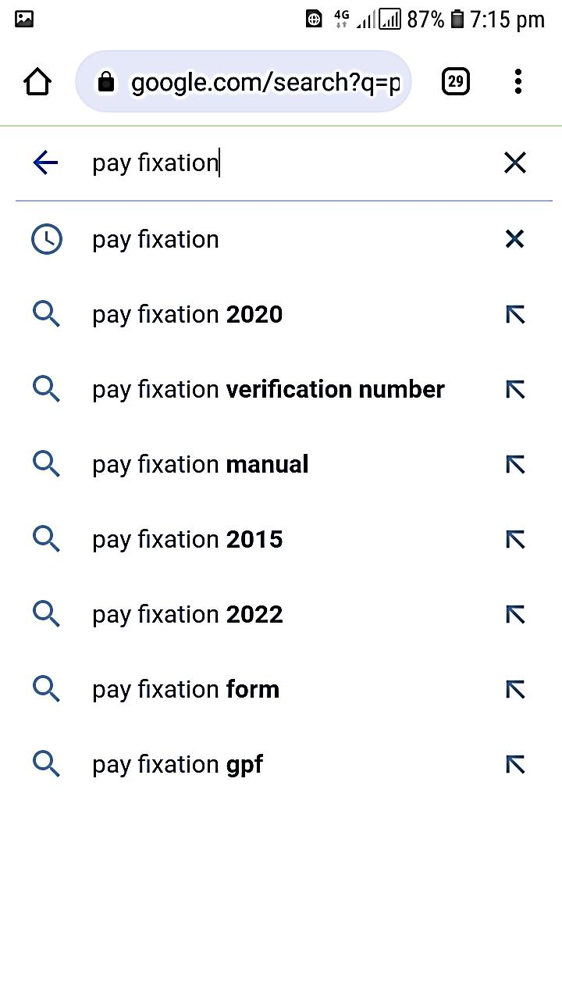 4G 87% 7:15 pm
google.com/search?q=p 29
pay fixation
pay fixation
pay fixation 2020
pay fixation verification number
pay fixation manual
pay fixation 2015
pay fixation 2022
pay fixation form
pay fixation gpf